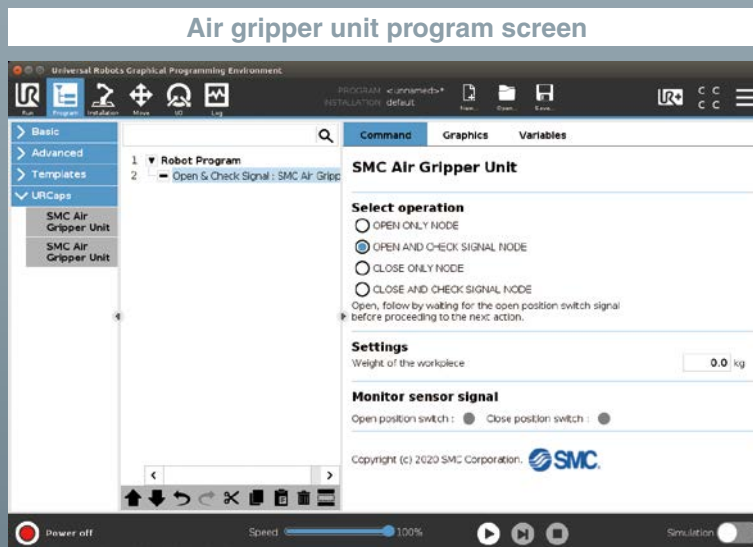 Air gripper unit program screen
Universal Robots Graphical Programming Environment
PROGRAM <unnamed>*
INSTALLATION default
Run Program Installation Move I/O Log New... Open... Save...
UR+
c c
c c
Basic
Advanced
Templates
URCaps
SMC Air
Gripper Unit
SMC Air
Gripper Unit
1 Robot Program
2 Open & Check Signal : SMC Air Gripp
Command Graphics Variables
SMC Air Gripper Unit
Select operation
OPEN ONLY NODE
OPEN AND CHECK SIGNAL NODE
CLOSE ONLY NODE
CLOSE AND CHECK SIGNAL NODE
Open, follow by waiting for the open position switch signal
before proceeding to the next action.
Settings
Weight of the workpiece 0.0 kg
Monitor sensor signal
Open position switch : Close position switch :
Copyright (c) 2020 SMC Corporation. SMC.
Power off Speed 100% Simulation